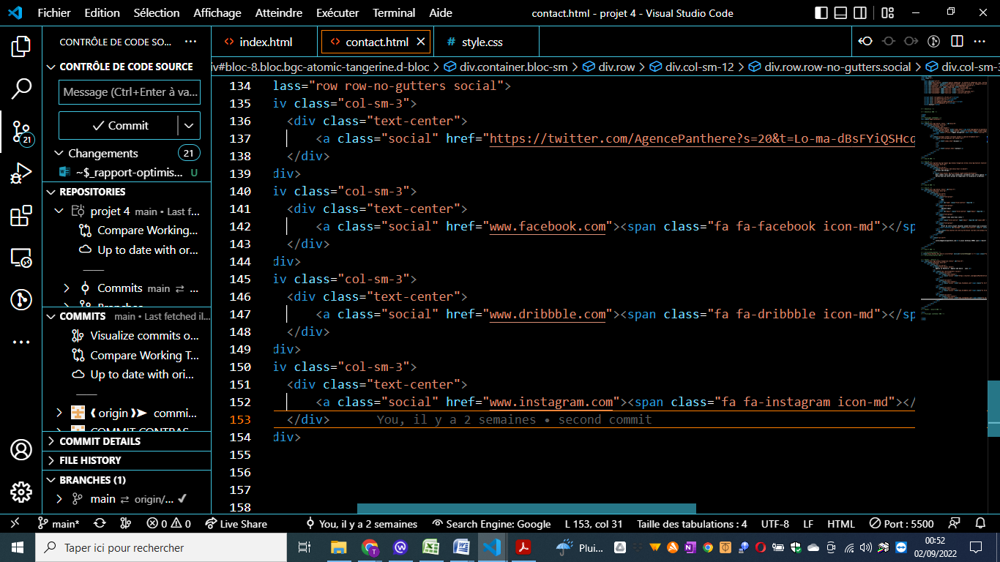 Fichier Edition Sélection Affichage Atteindre Exécuter Terminal Aide contact.html - projet 4 - Visual Studio Code
CONTRÔLE DE CODE SO... ···
index.html contact.html # style.css
CONTRÔLE DE CODE SOURCE
Message (Ctrl+Enter à va...
Commit
Changements 21
~$_rapport-optimis... U
REPOSITORIES
projet 4 main • Last f...
Compare Working...
Up to date with or...
Commits main ⇄ ...
Branches
COMMITS main • Last fetched il...
Visualize commits o...
Compare Working T...
Up to date with ori...
origin commi...
COMMIT CONTRAS
COMMIT DETAILS
FILE HISTORY
BRANCHES (1)
main ⇄ origin/... ✓
21
iv#bloc-8.bloc.bgc-atomic-tangerine.d-bloc > div.container.bloc-sm > div.row > div.col-sm-12 > div.row.row-no-gutters.social > div.col-sm-3
134 lass="row row-no-gutters social">
135 iv class="col-sm-3">
136 <div class="text-center">
137 <a class="social" href="https://twitter.com/AgencePanthere?s=20&t=Lo-ma-dBsFYiQSHcq
138 </div>
139 div>
140 iv class="col-sm-3">
141 <div class="text-center">
142 <a class="social" href="www.facebook.com"><span class="fa fa-facebook icon-md"></sp
143 </div>
144 div>
145 iv class="col-sm-3">
146 <div class="text-center">
147 <a class="social" href="www.dribbble.com"><span class="fa fa-dribbble icon-md"></sp
148 </div>
149 div>
150 iv class="col-sm-3">
151 <div class="text-center">
152 <a class="social" href="www.instagram.com"><span class="fa fa-instagram icon-md"></
153 </div> You, il y a 2 semaines • second commit
154 div>
155
156
157
158
main* 0 0 Live Share You, il y a 2 semaines Search Engine: Google L 153, col 31 Taille des tabulations : 4 UTF-8 LF HTML Port : 5500
Taper ici pour rechercher Plui... 00:52
02/09/2022